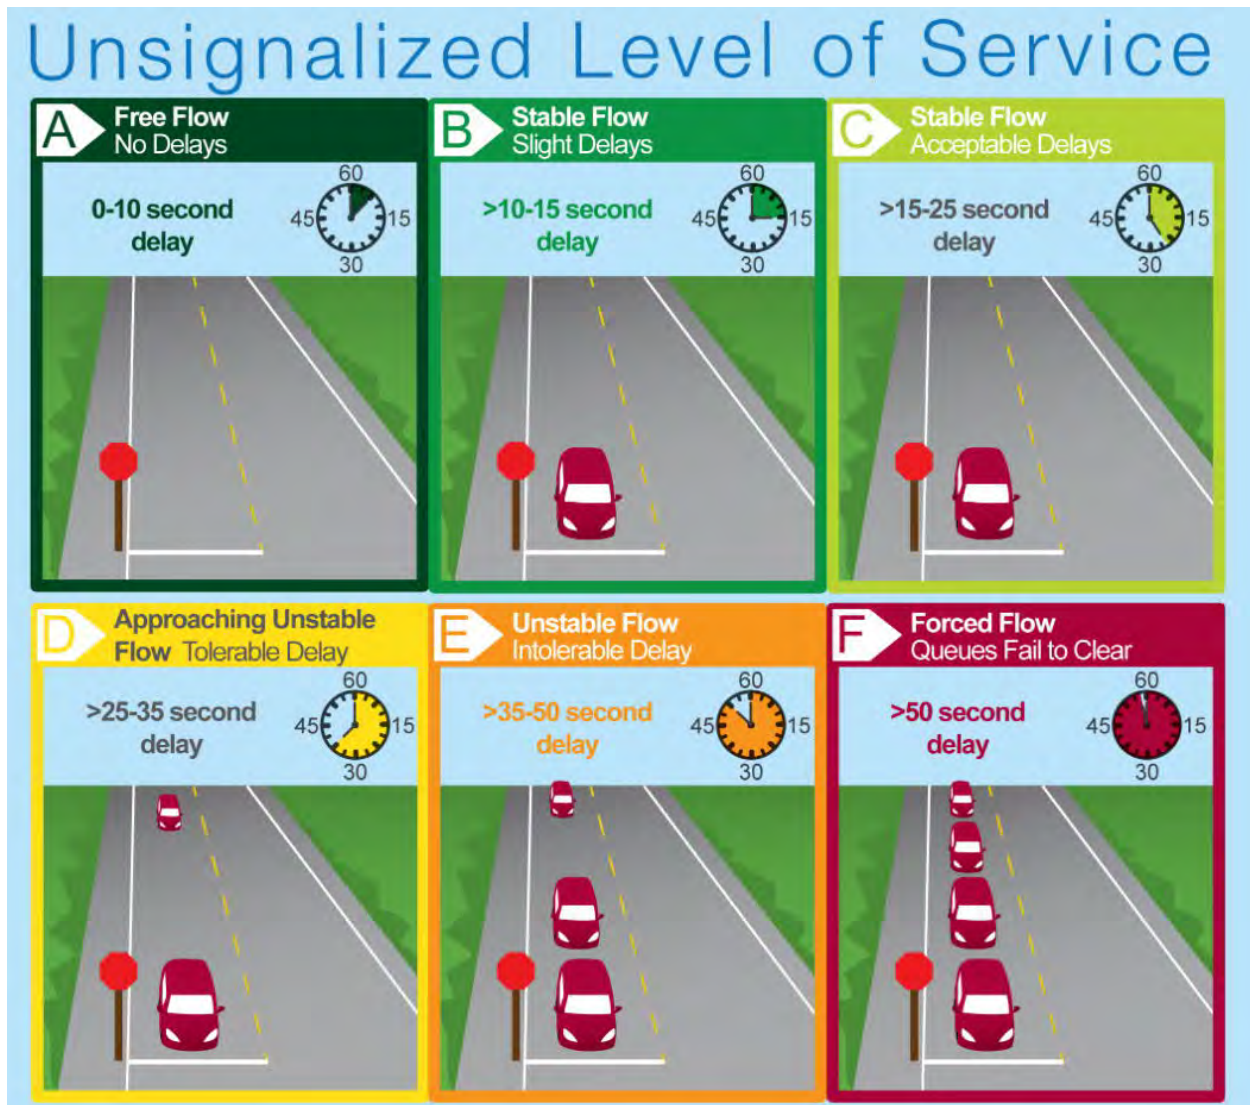 Unsignalized Level of Service
A
Free Flow
No Delays
0-10 second
delay
60
45
15
30
B
Stable Flow
Slight Delays
>10-15 second
delay
60
45
15
30
C
Stable Flow
Acceptable Delays
>15-25 second
delay
60
45
15
30
D
Approaching Unstable
Flow Tolerable Delay
>25-35 second
delay
60
45
15
30
E
Unstable Flow
Intolerable Delay
>35-50 second
delay
60
45
15
30
F
Forced Flow
Queues Fail to Clear
>50 second
delay
60
45
15
30